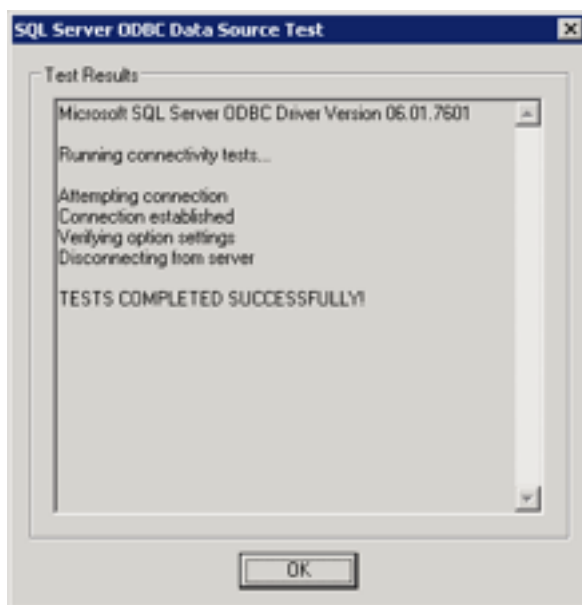 SQL Server ODBC Data Source Test
Test Results
Microsoft SQL Server ODBC Driver Version 06.01.7601
Running connectivity tests...
Attempting connection
Connection established
Verifying option settings
Disconnecting from server
TESTS COMPLETED SUCCESSFULLY!
OK